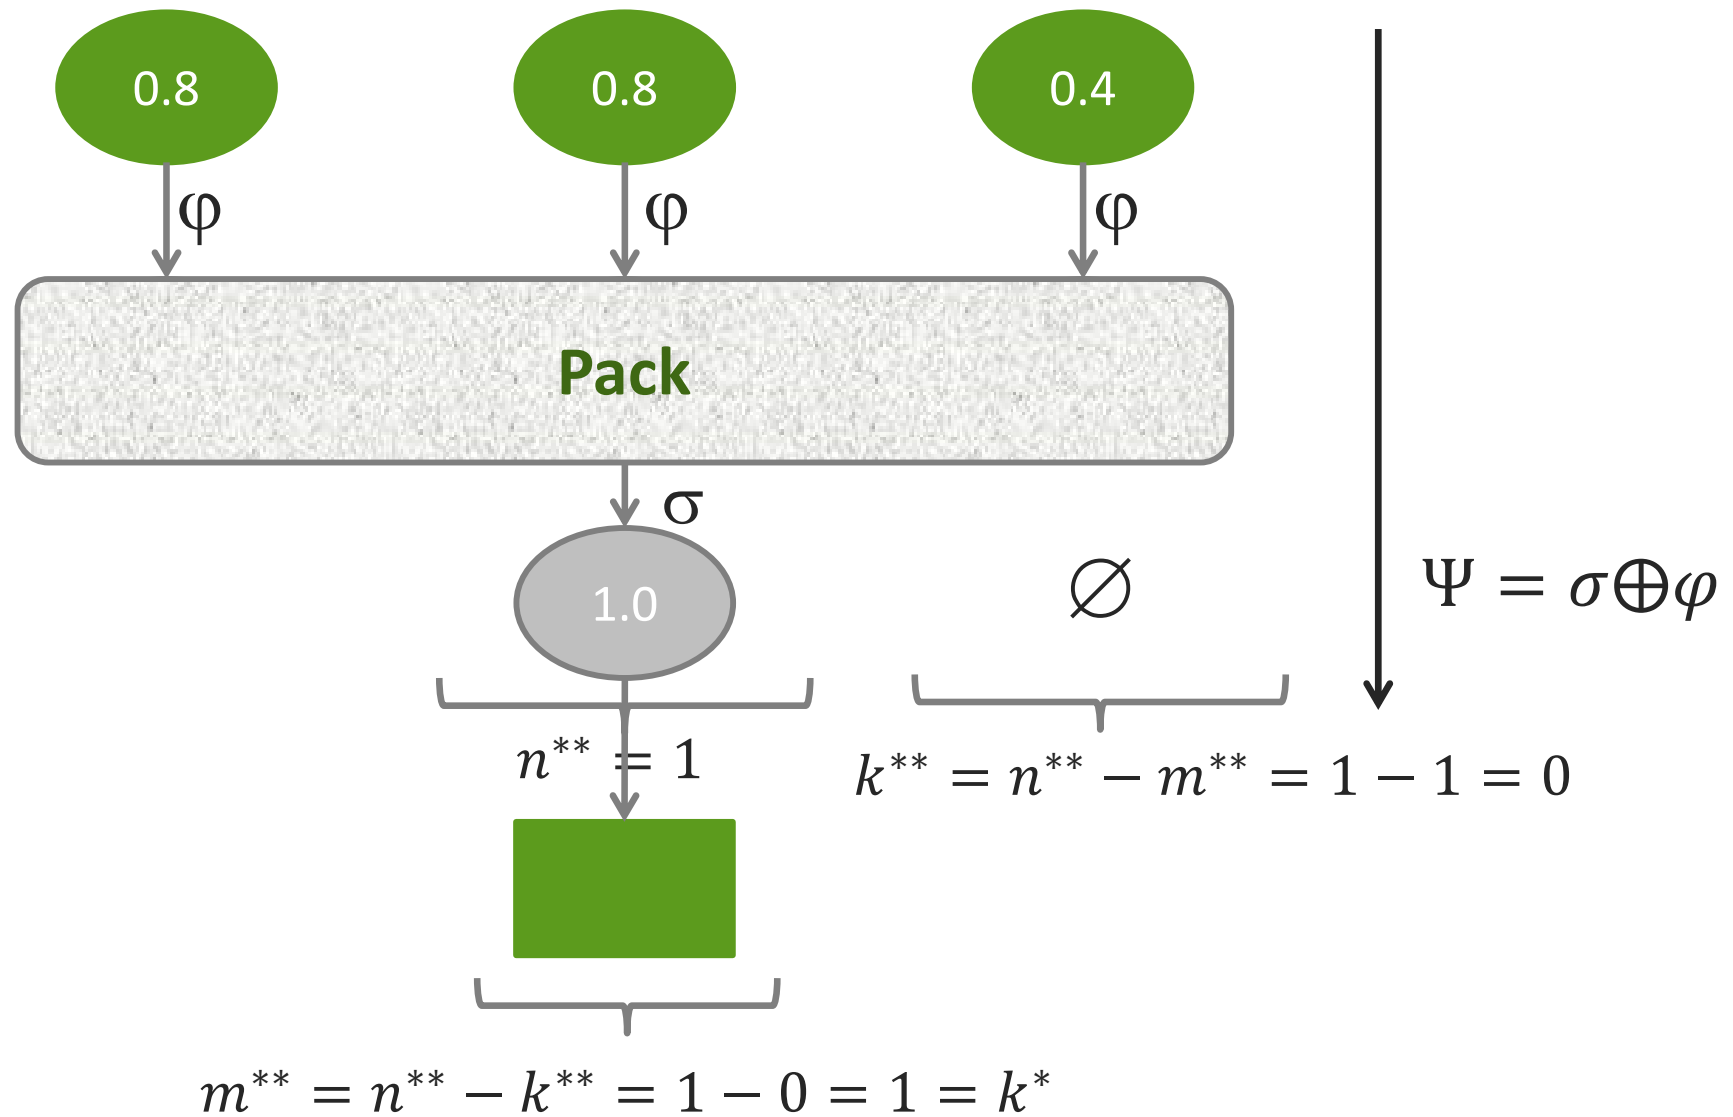 0.8 0.8 0.4
φ φ φ
Pack
σ
1.0 ∅ Ψ = σ⊕φ
n** = 1
k** = n** − m** = 1 − 1 = 0
m** = n** − k** = 1 − 0 = 1 = k*